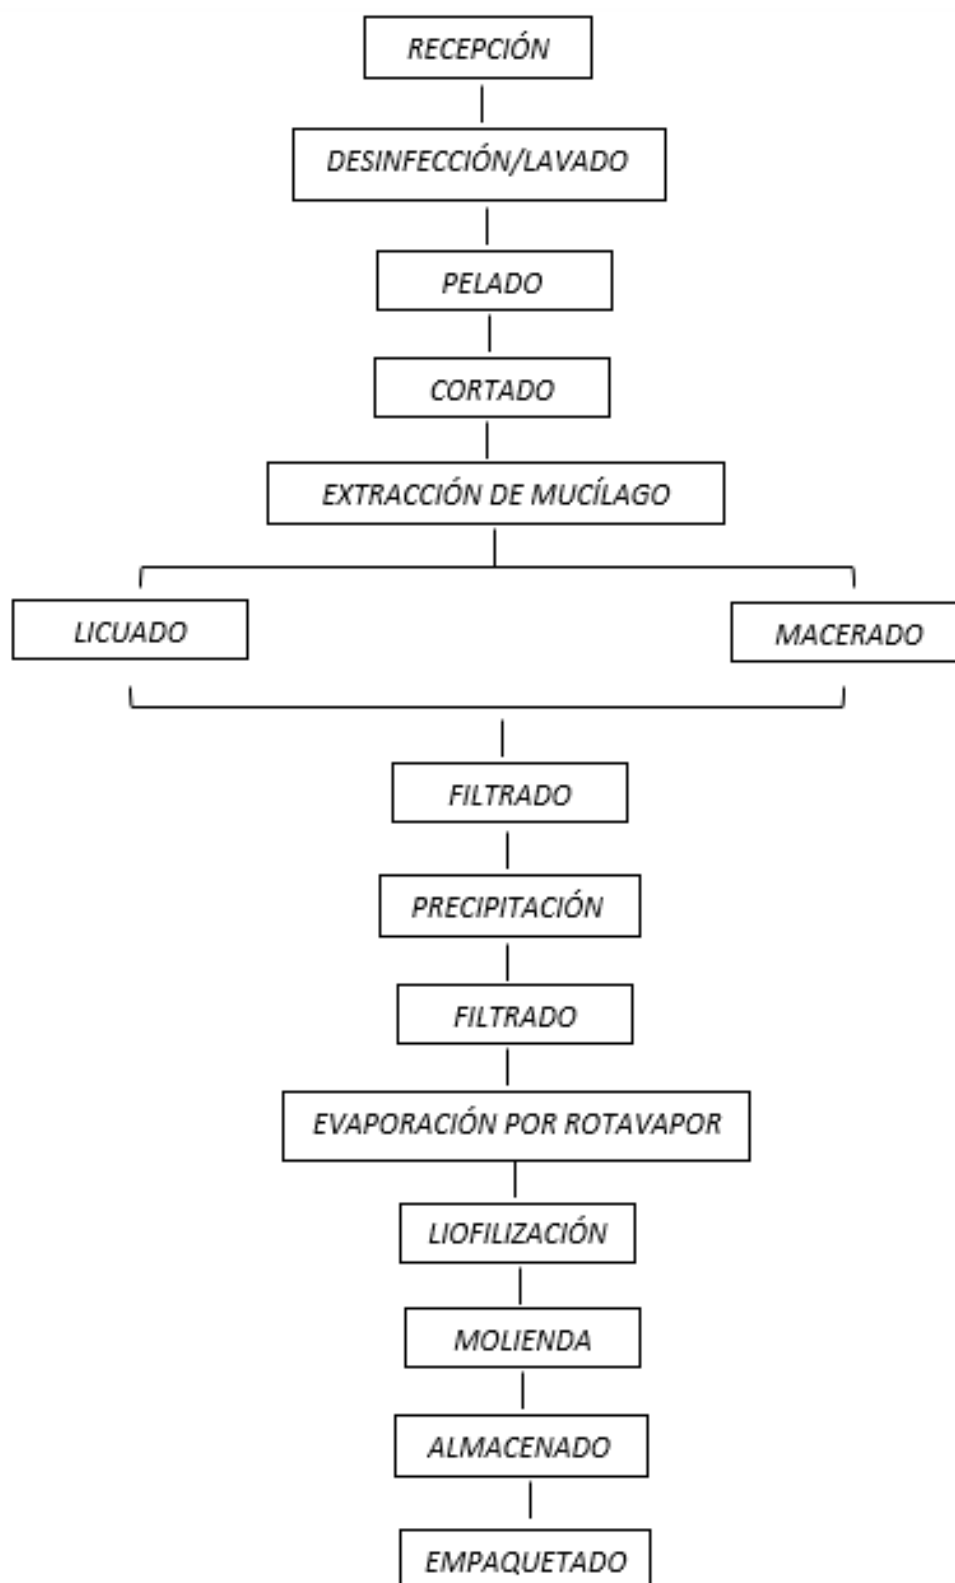 RECEPCIÓN
DESINFECCIÓN/LAVADO
PELADO
CORTADO
EXTRACCIÓN DE MUCÍLAGO
LICUADO
MACERADO
FILTRADO
PRECIPITACIÓN
FILTRADO
EVAPORACIÓN POR ROTAVAPOR
LIOFILIZACIÓN
MOLIENDA
ALMACENADO
EMPAQUETADO